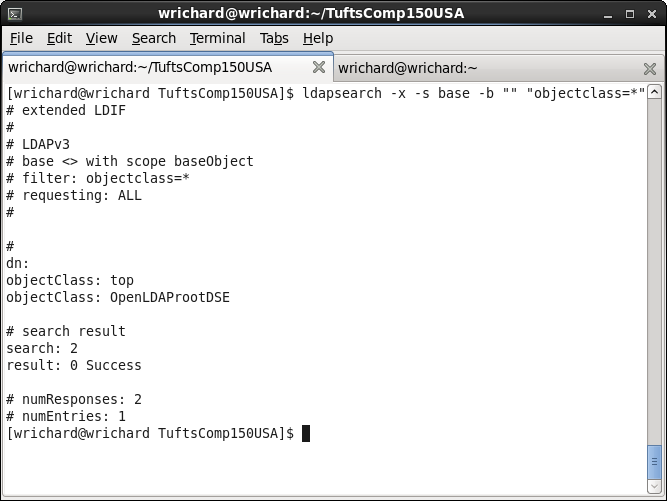 wrichard@wrichard:~/TuftsComp150USA
File Edit View Search Terminal Tabs Help
wrichard@wrichard:~/TuftsComp150USA wrichard@wrichard:~
[wrichard@wrichard TuftsComp150USA]$ ldapsearch -x -s base -b "" "objectclass=*"
# extended LDIF
#
# LDAPv3
# base <> with scope baseObject
# filter: objectclass=*
# requesting: ALL
#
#
dn:
objectClass: top
objectClass: OpenLDAProotDSE
# search result
search: 2
result: 0 Success
# numResponses: 2
# numEntries: 1
[wrichard@wrichard TuftsComp150USA]$